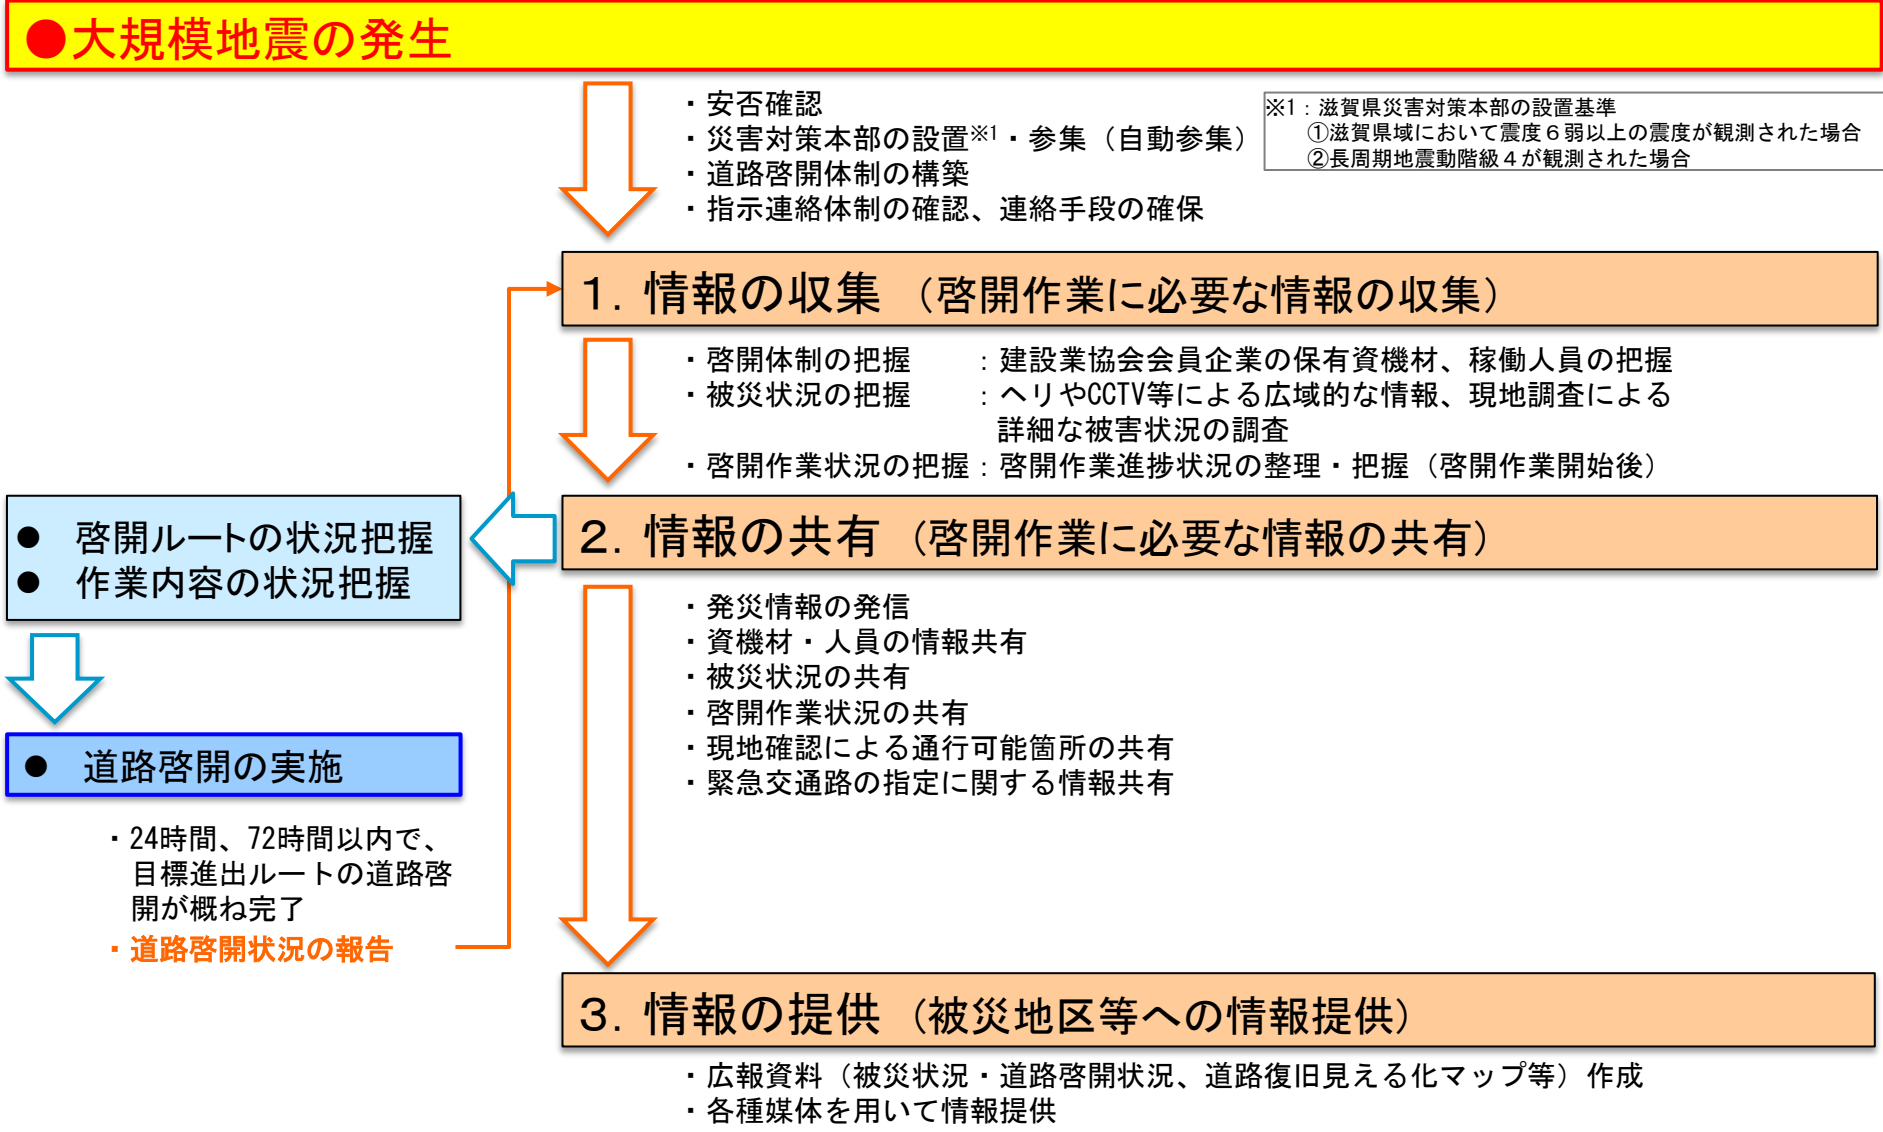 ●大規模地震の発生
・安否確認
・災害対策本部の設置※1・参集（自動参集）
・道路啓開体制の構築
・指示連絡体制の確認、連絡手段の確保
※1：滋賀県災害対策本部の設置基準
①滋賀県域において震度６弱以上の震度が観測された場合
②長周期地震動階級４が観測された場合
１．情報の収集（啓開作業に必要な情報の収集）
・啓開体制の把握　　：建設業協会会員企業の保有資機材、稼働人員の把握
・被災状況の把握　　：ヘリやCCTV等による広域的な情報、現地調査による
詳細な被害状況の調査
・啓開作業状況の把握：啓開作業進捗状況の整理・把握（啓開作業開始後）
２．情報の共有（啓開作業に必要な情報の共有）
● 啓開ルートの状況把握
● 作業内容の状況把握
・発災情報の発信
・資機材・人員の情報共有
・被災状況の共有
・啓開作業状況の共有
・現地確認による通行可能箇所の共有
・緊急交通路の指定に関する情報共有
● 道路啓開の実施
・24時間、72時間以内で、
目標進出ルートの道路啓
開が概ね完了
・道路啓開状況の報告
３．情報の提供（被災地区等への情報提供）
・広報資料（被災状況・道路啓開状況、道路復旧見える化マップ等）作成
・各種媒体を用いて情報提供